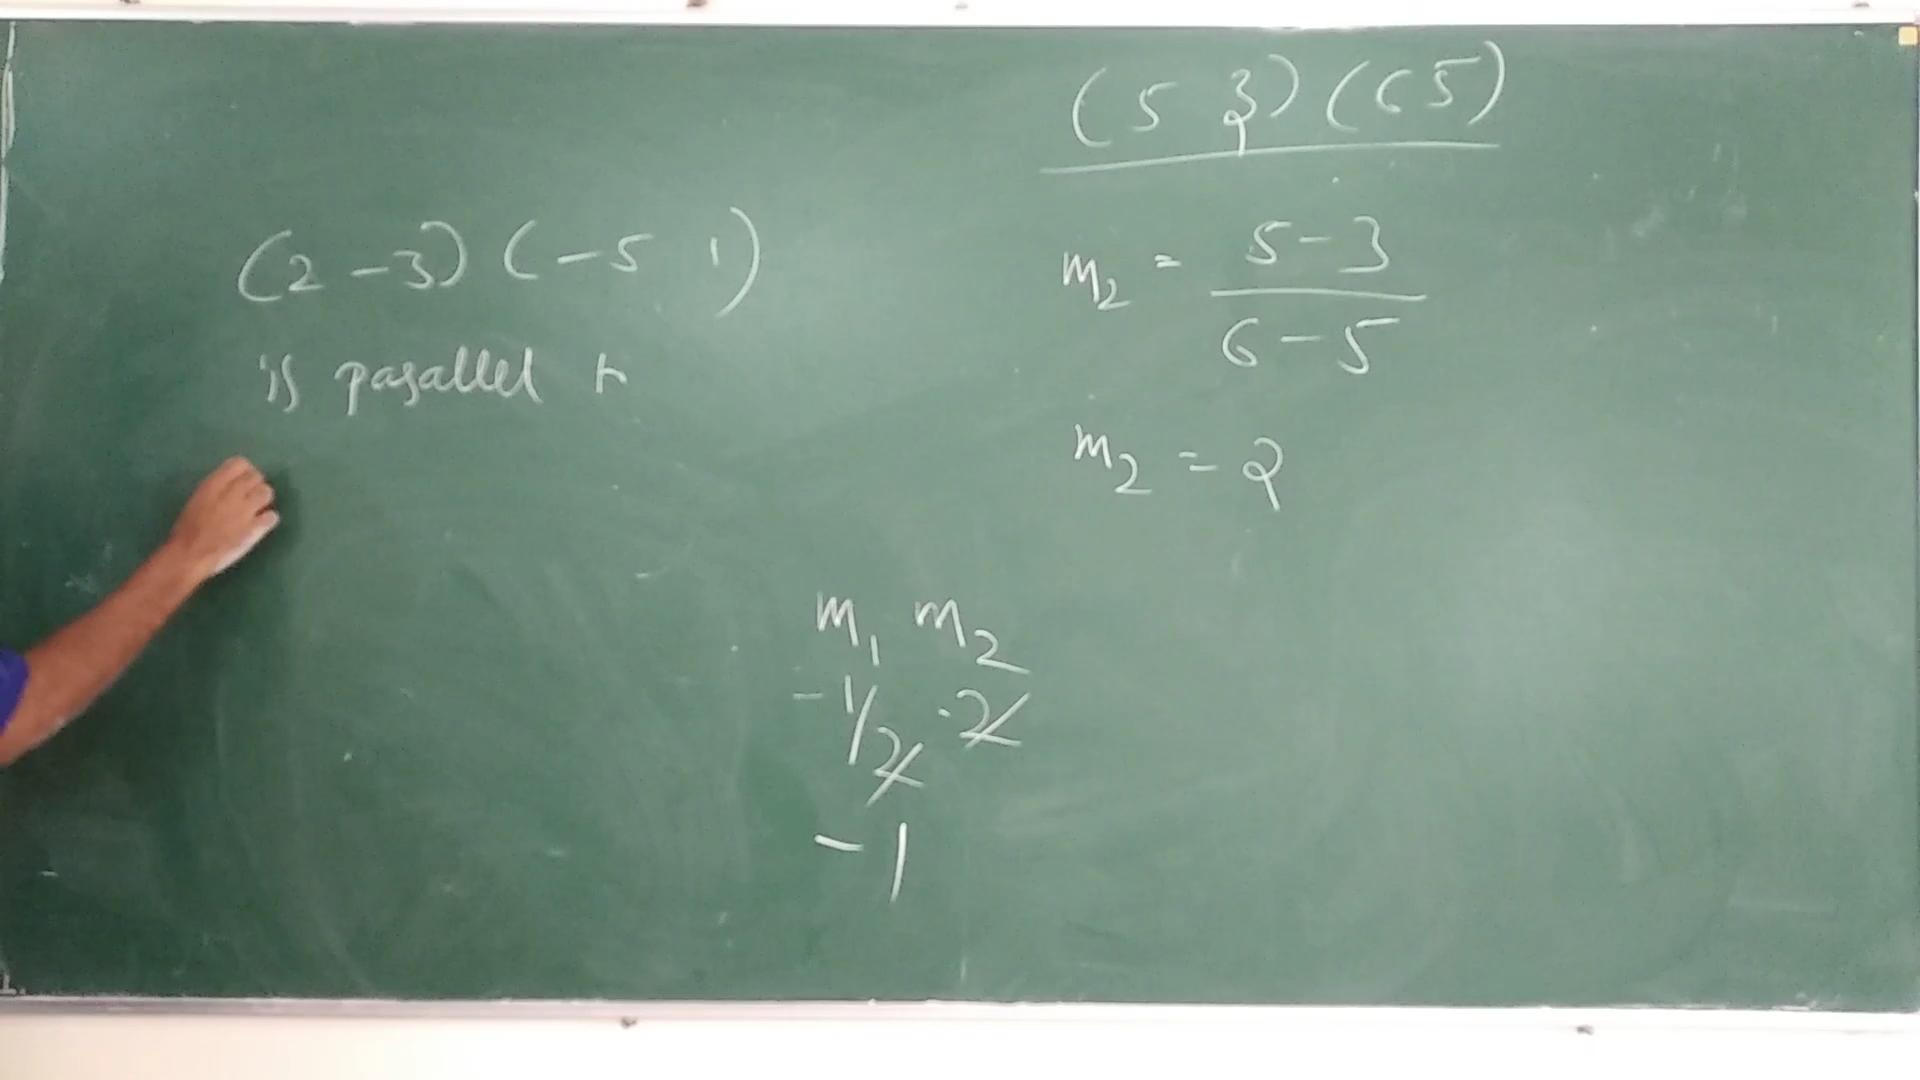 (5 3) (6 5)
(2 -3) (-5 1)
is parallel to
m₂ = 5-3
6-5
m₂ = 2
m₁ m₂
-1/2 . 2
-1